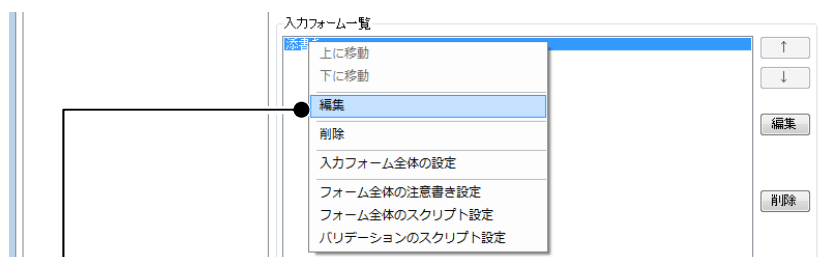 入力フォーム一覧
添書
上に移動
下に移動
編集
削除
入力フォーム全体の設定
フォーム全体の注意書き設定
フォーム全体のスクリプト設定
バリデーションのスクリプト設定
↑
↓
編集
削除